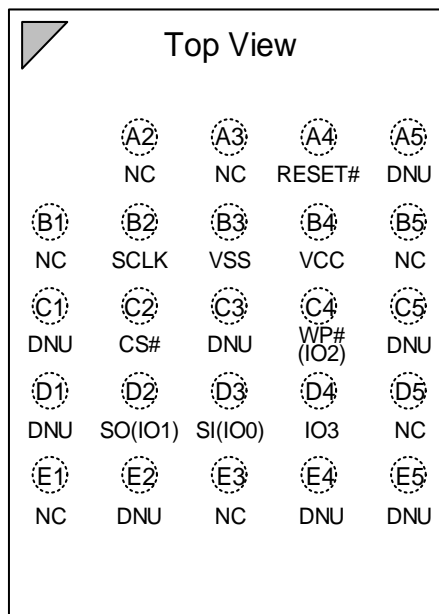 Top View
A2 A3 A4 A5
NC NC RESET# DNU
B1 B2 B3 B4 B5
NC SCLK VSS VCC NC
C1 C2 C3 C4 C5
DNU CS# DNU WP# DNU
(IO2)
D1 D2 D3 D4 D5
DNU SO(IO1) SI(IO0) IO3 NC
E1 E2 E3 E4 E5
NC DNU NC DNU DNU